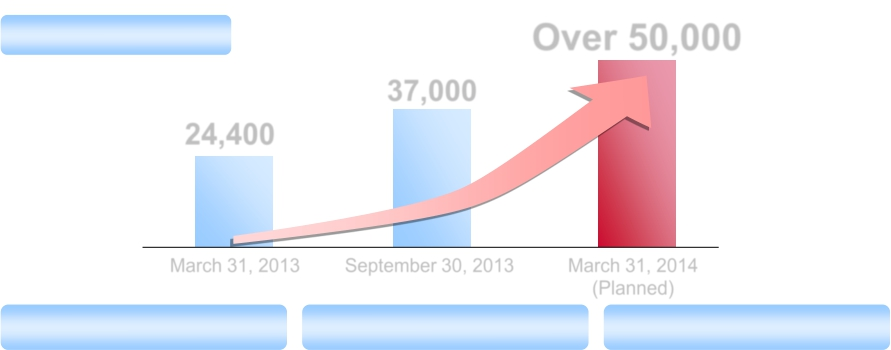 Over 50,000
37,000
24,400
March 31, 2013
September 30, 2013
March 31, 2014
(Planned)